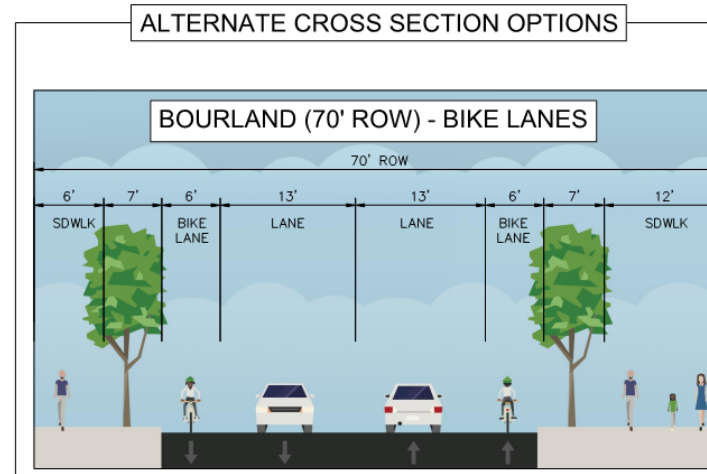 ALTERNATE CROSS SECTION OPTIONS
BOURLAND (70' ROW) - BIKE LANES
70' ROW
6' 7' 6' 13' 13' 6' 7' 12'
SDWLK BIKE LANE LANE BIKE SDWLK
LANE LANE